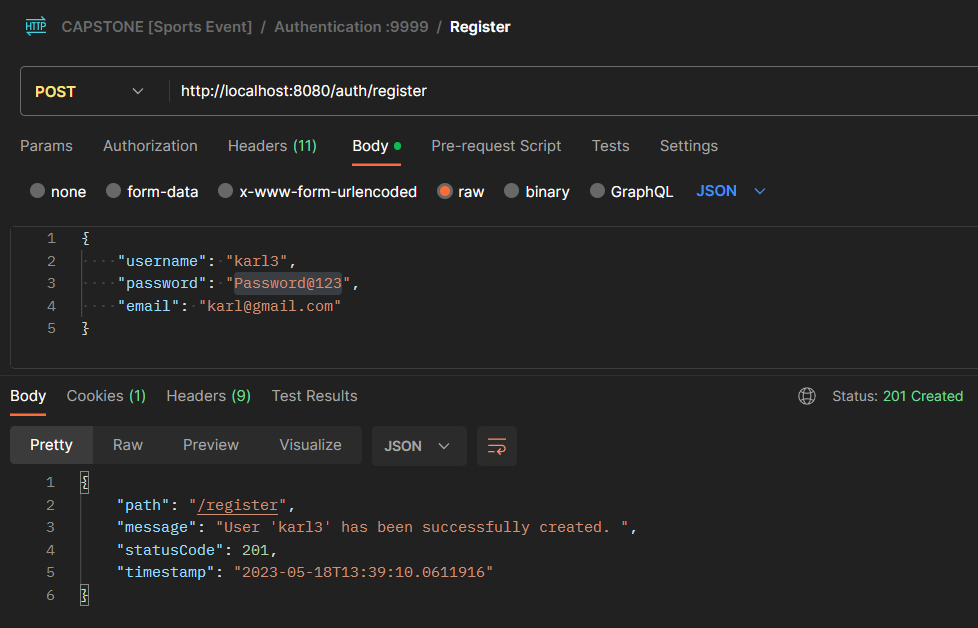 HTTP CAPSTONE [Sports Event] / Authentication :9999 / Register
POST http://localhost:8080/auth/register
Params Authorization Headers (11) Body Pre-request Script Tests Settings
none form-data x-www-form-urlencoded raw binary GraphQL JSON
1 {
2 "username": "karl3",
3 "password": "Password@123",
4 "email": "karl@gmail.com"
5 }
Body Cookies (1) Headers (9) Test Results Status: 201 Created
Pretty Raw Preview Visualize JSON
1 {
2 "path": "/register",
3 "message": "User 'karl3' has been successfully created. ",
4 "statusCode": 201,
5 "timestamp": "2023-05-18T13:39:10.0611916"
6 }